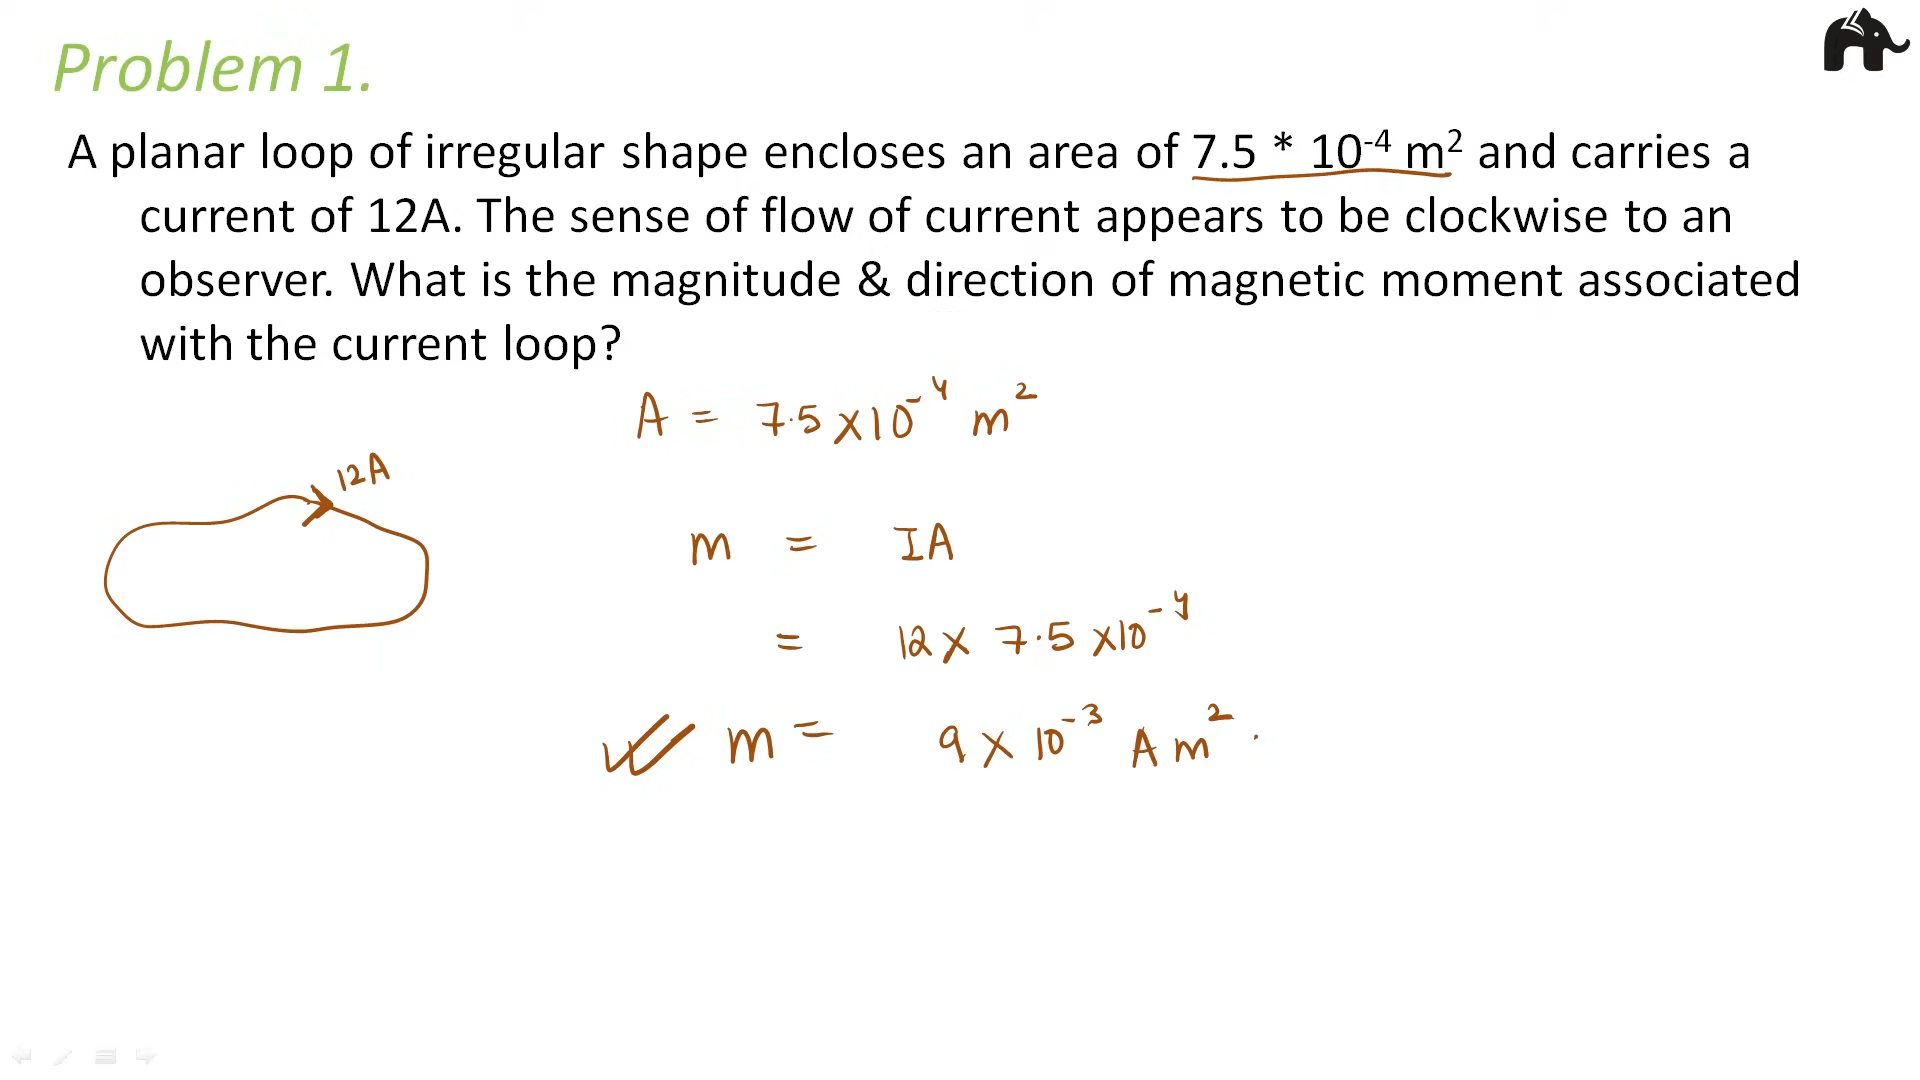 Problem 1.
A planar loop of irregular shape encloses an area of 7.5 * 10⁻⁴ m² and carries a
current of 12A. The sense of flow of current appears to be clockwise to an
observer. What is the magnitude & direction of magnetic moment associated
with the current loop?
A = 7.5 x 10⁻⁴ m²
12A
m = IA
= 12 x 7.5 x 10⁻⁴
m = 9 x 10⁻³ A m².